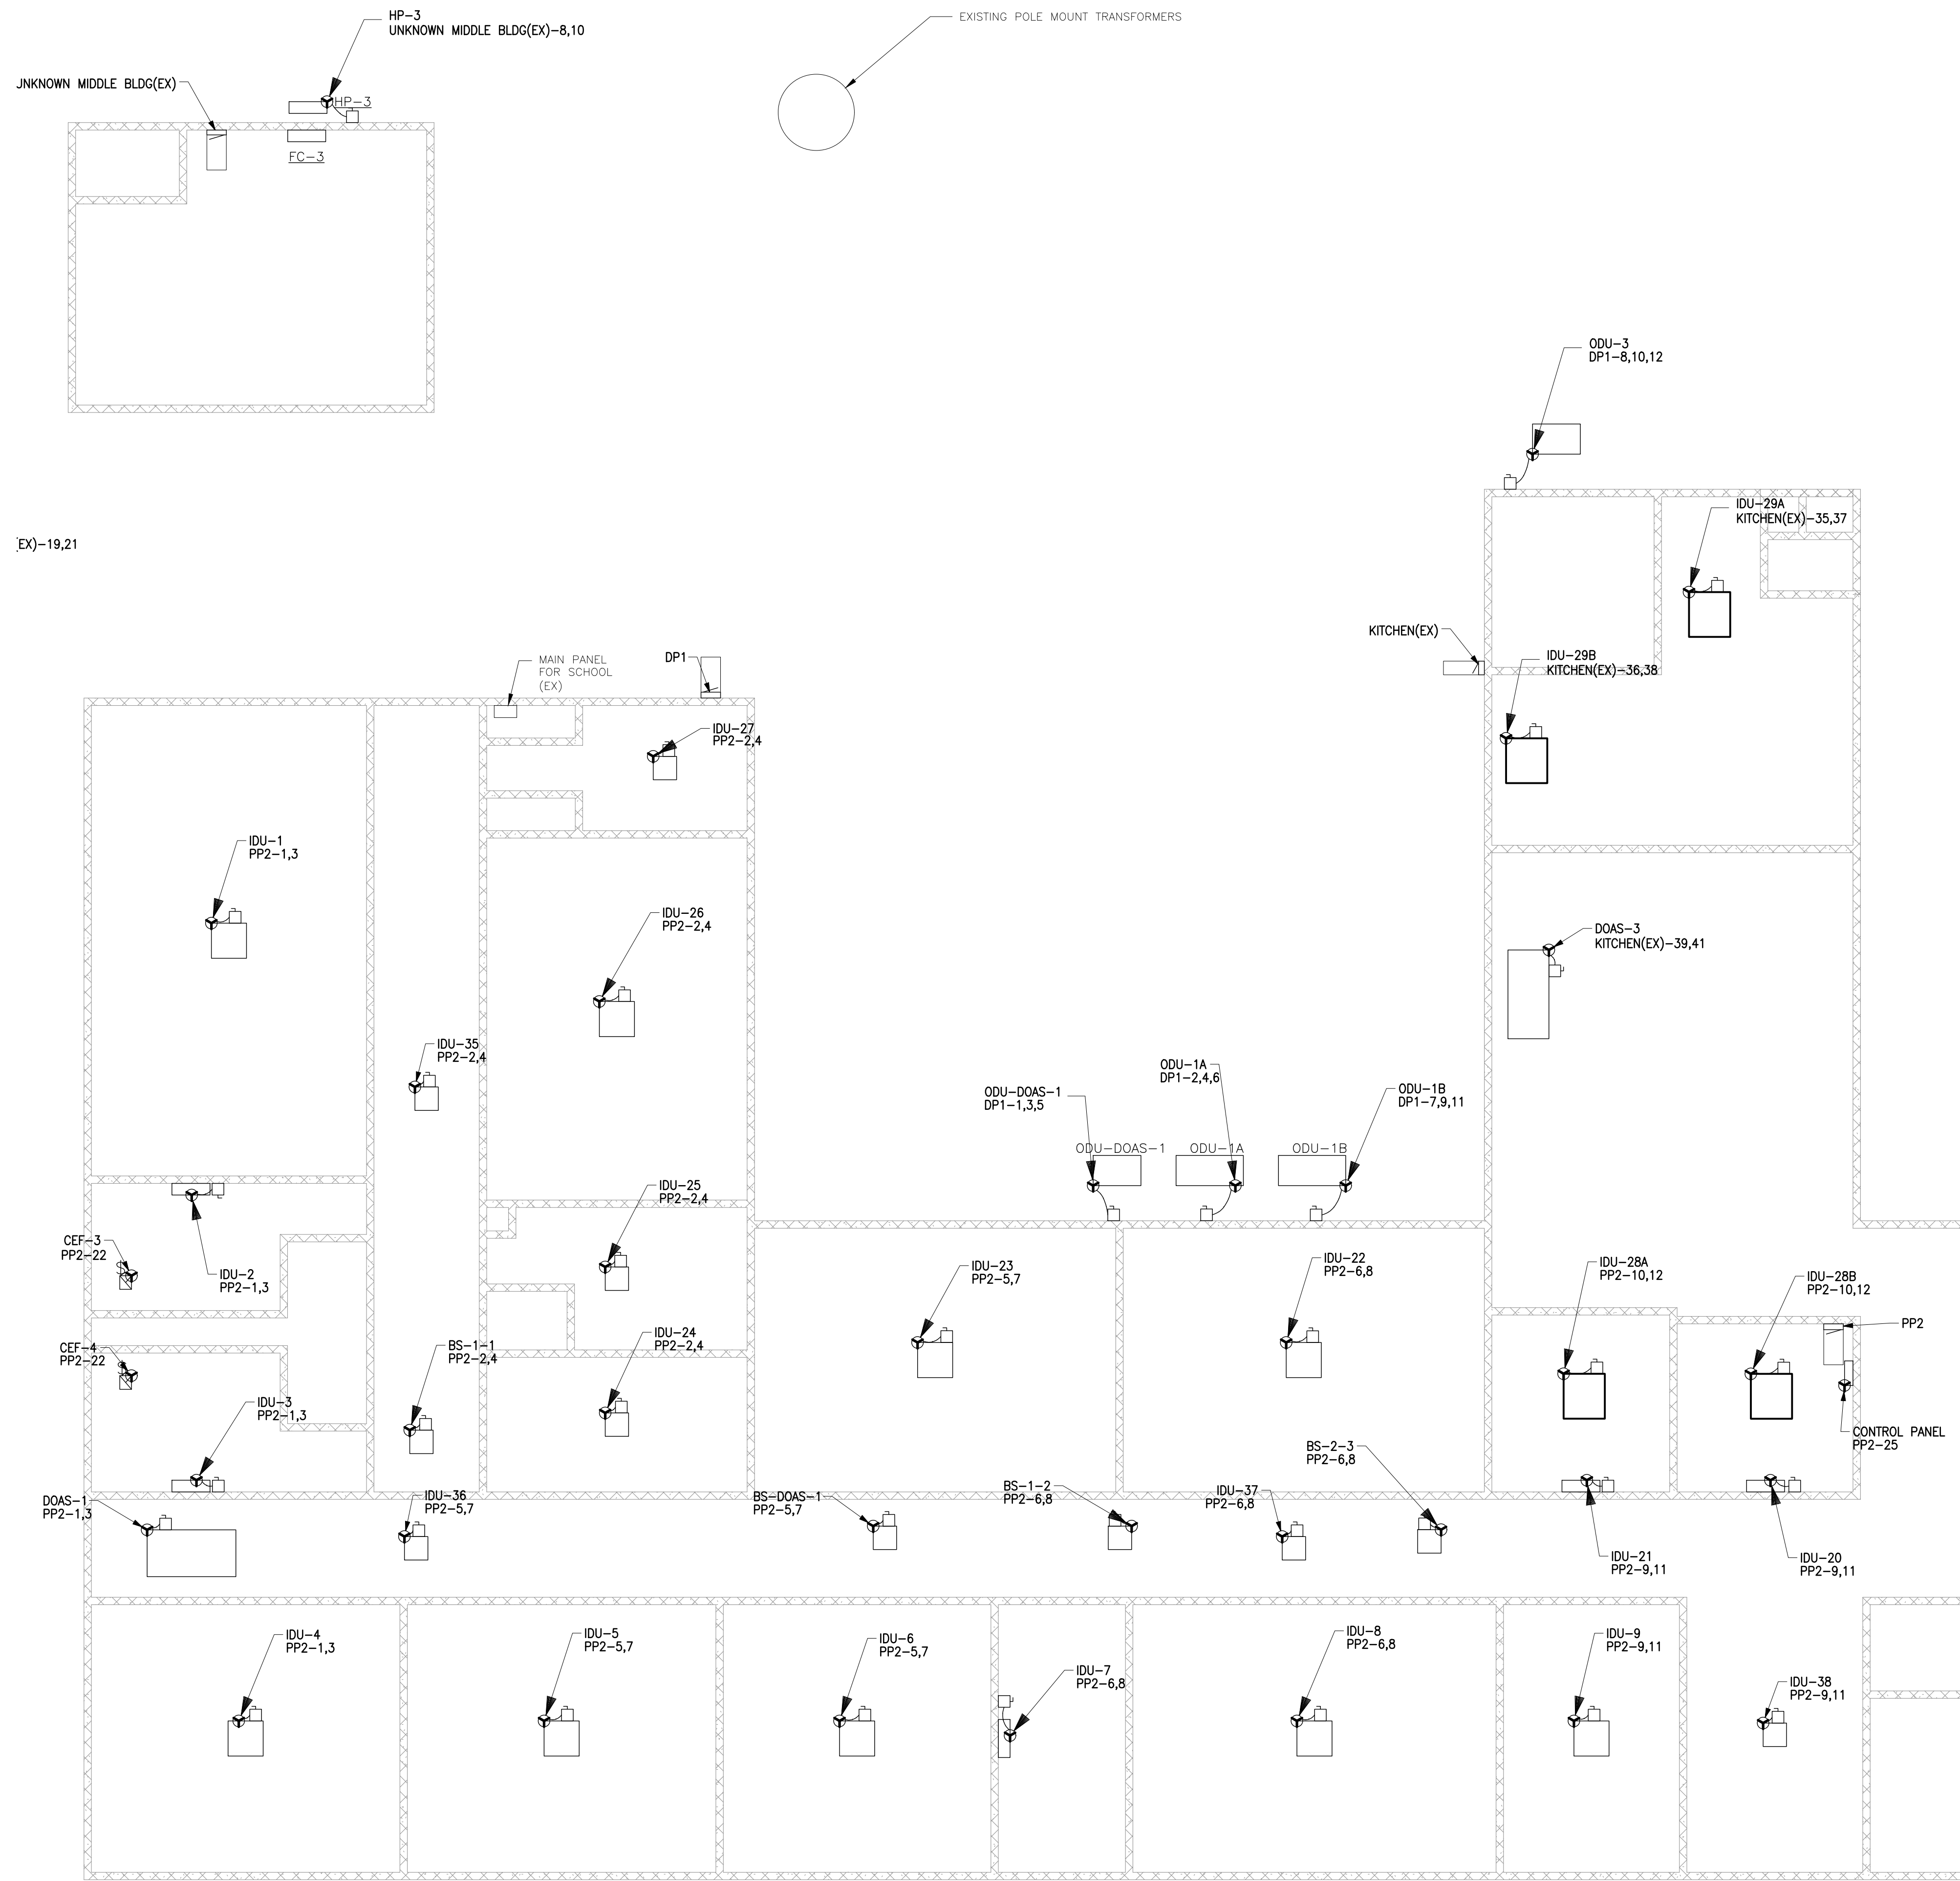 HP-3
UNKNOWN MIDDLE BLDG(EX)-8,10
EXISTING POLE MOUNT TRANSFORMERS
UNKNOWN MIDDLE BLDG(EX)
HP-3
FC-3
ODU-3
DP1-8,10,12
IDU-29A
KITCHEN(EX)-35,37
EX)-19,21
KITCHEN(EX)
IDU-29B
KITCHEN(EX)-36,38
MAIN PANEL
FOR SCHOOL
(EX)
DP1
IDU-27
PP2-2,4
IDU-1
PP2-1,3
IDU-26
PP2-2,4
DOAS-3
KITCHEN(EX)-39,41
IDU-35
PP2-2,4
ODU-DOAS-1
DP1-1,3,5
ODU-1A
DP1-2,4,6
ODU-1B
DP1-7,9,11
ODU-DOAS-1
ODU-1A
ODU-1B
IDU-25
PP2-2,4
CEF-3
PP2-22
$
IDU-2
PP2-1,3
IDU-23
PP2-5,7
IDU-22
PP2-6,8
IDU-28A
PP2-10,12
IDU-28B
PP2-10,12
PP2
CEF-4
PP2-22
$
BS-1-1
PP2-2,4
IDU-24
PP2-2,4
IDU-3
PP2-1,3
CONTROL PANEL
PP2-25
BS-2-3
PP2-6,8
DOAS-1
PP2-1,3
IDU-36
PP2-5,7
BS-DOAS-1
PP2-5,7
BS-1-2
PP2-6,8
IDU-37
PP2-6,8
IDU-21
PP2-9,11
IDU-20
PP2-9,11
IDU-4
PP2-1,3
IDU-5
PP2-5,7
IDU-6
PP2-5,7
IDU-7
PP2-6,8
IDU-8
PP2-6,8
IDU-9
PP2-9,11
IDU-38
PP2-9,11